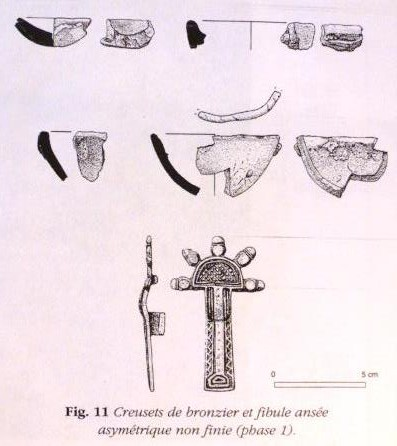 0 5 cm
Fig. 11 Creusets de bronzier et fibule ansée
asymétrique non finie (phase 1).